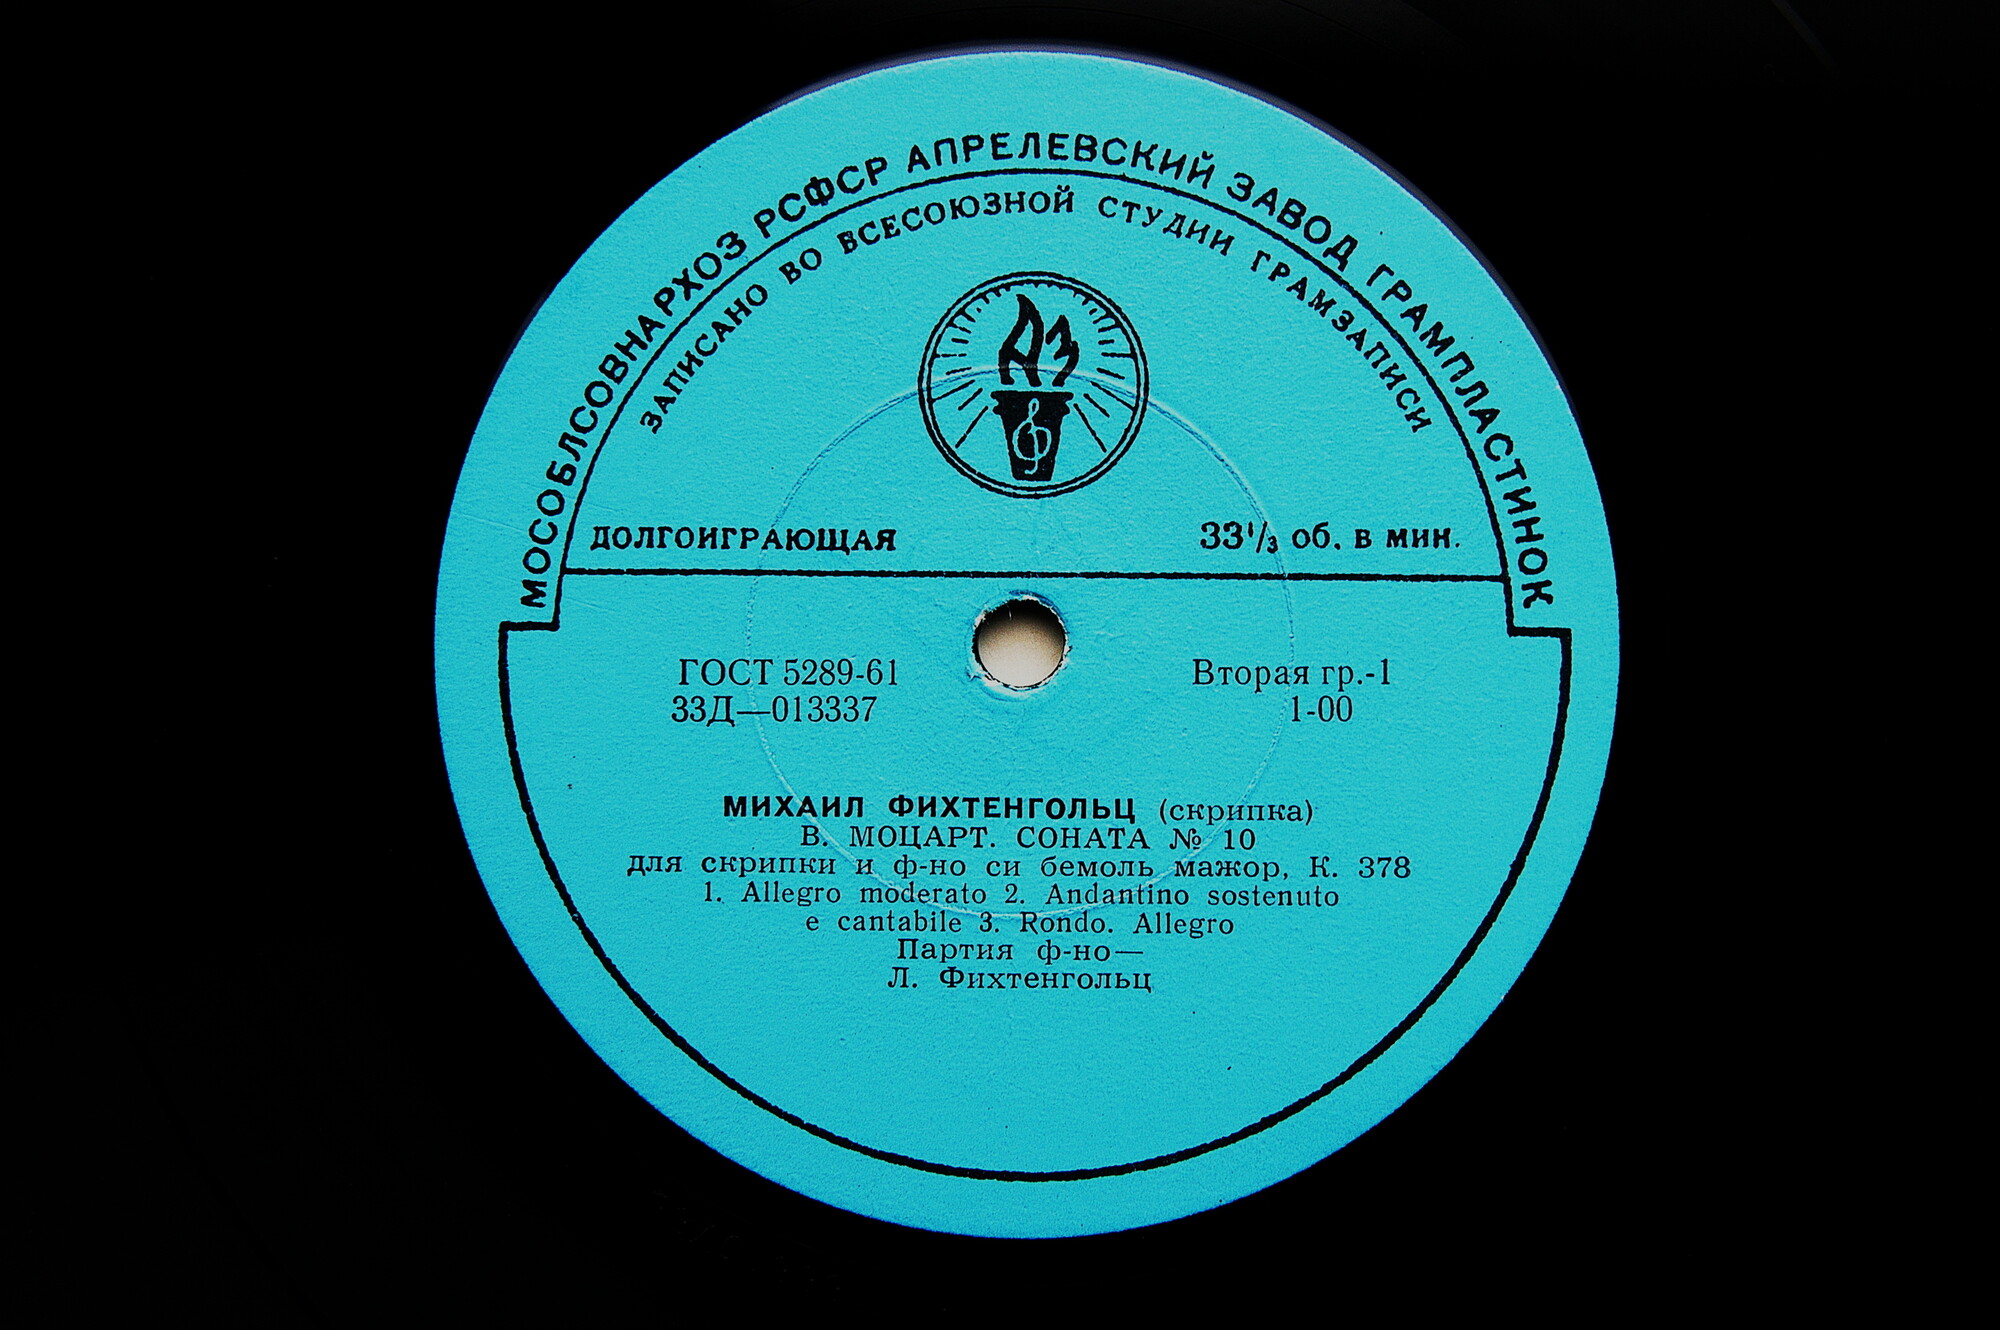 МОСОБЛСОВНАРХОЗ РСФСР АПРЕЛЕВСКИЙ ЗАВОД ГРАМПЛАСТИНОК
ЗАПИСАНО ВО ВСЕСОЮЗНОЙ СТУДИИ ГРАМЗАПИСИ
АЗ
ДОЛГОИГРАЮЩАЯ 33⅓ об. в мин.
ГОСТ 5289-61 Вторая гр.-1
33Д—013337 1-00
МИХАИЛ ФИХТЕНГОЛЬЦ (скрипка)
В. МОЦАРТ. СОНАТА № 10
для скрипки и ф-но си бемоль мажор, К. 378
1. Allegro moderato 2. Andantino sostenuto
e cantabile 3. Rondo. Allegro
Партия ф-но—
Л. Фихтенгольц